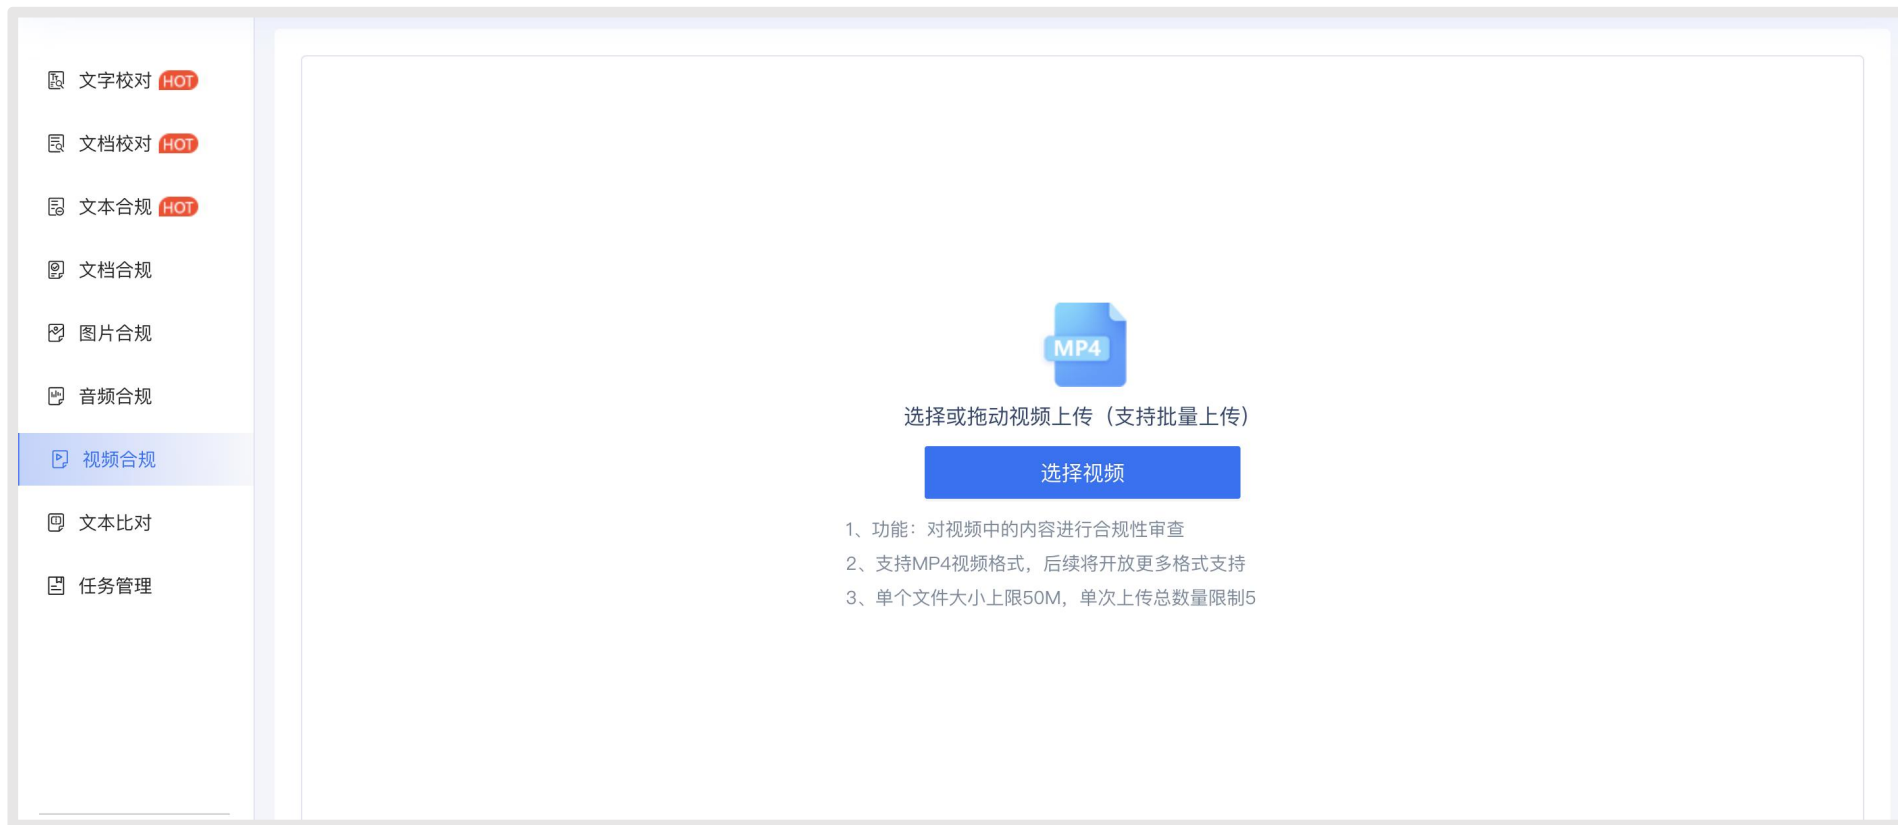 文字校对 HOT
文档校对 HOT
文本合规 HOT
文档合规
图片合规
音频合规
视频合规
文本比对
任务管理
MP4
选择或拖动视频上传（支持批量上传）
选择视频
1、功能：对视频中的内容进行合规性审查
2、支持MP4视频格式，后续将开放更多格式支持
3、单个文件大小上限50M，单次上传总数量限制5